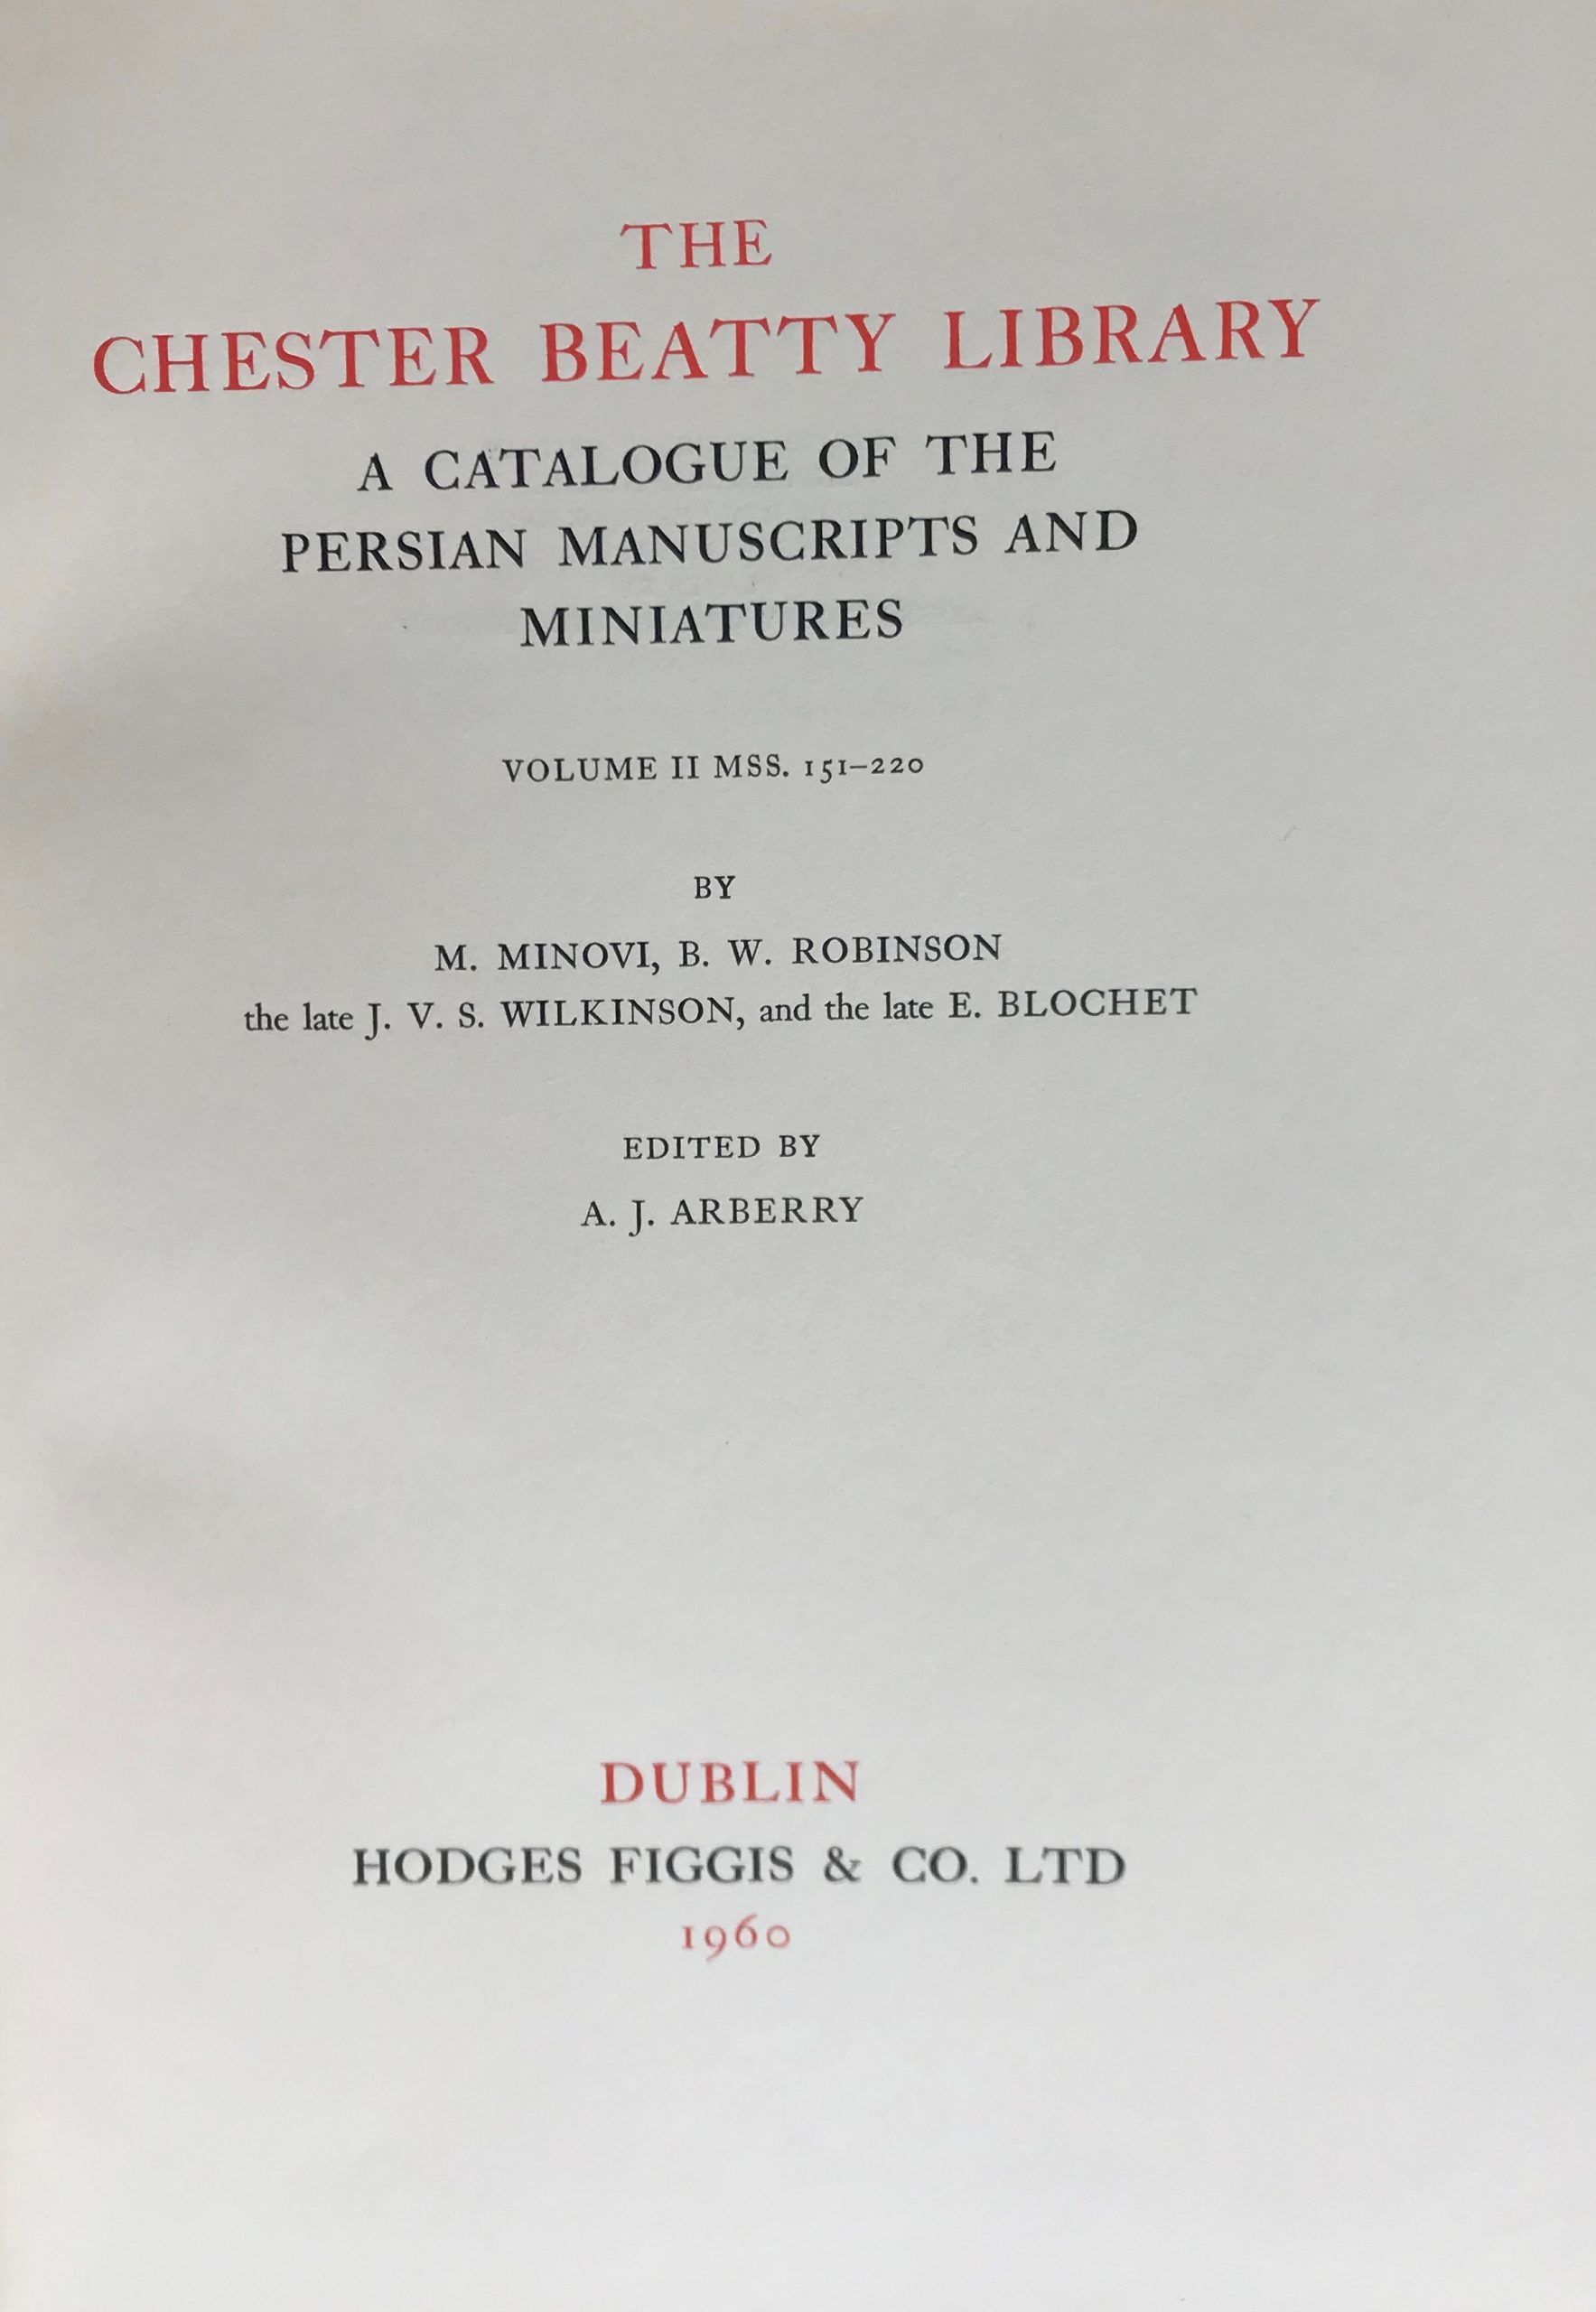 THE
CHESTER BEATTY LIBRARY
A CATALOGUE OF THE
PERSIAN MANUSCRIPTS AND
MINIATURES
VOLUME II MSS. 151–220
BY
M. MINOVI, B. W. ROBINSON
the late J. V. S. WILKINSON, and the late E. BLOCHET
EDITED BY
A. J. ARBERRY
DUBLIN
HODGES FIGGIS & CO. LTD
1960